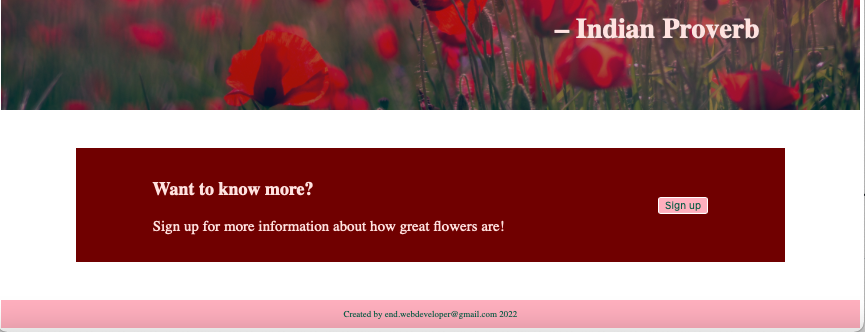 – Indian Proverb
Want to know more?
Sign up for more information about how great flowers are!
Sign up
Created by end.webdeveloper@gmail.com 2022